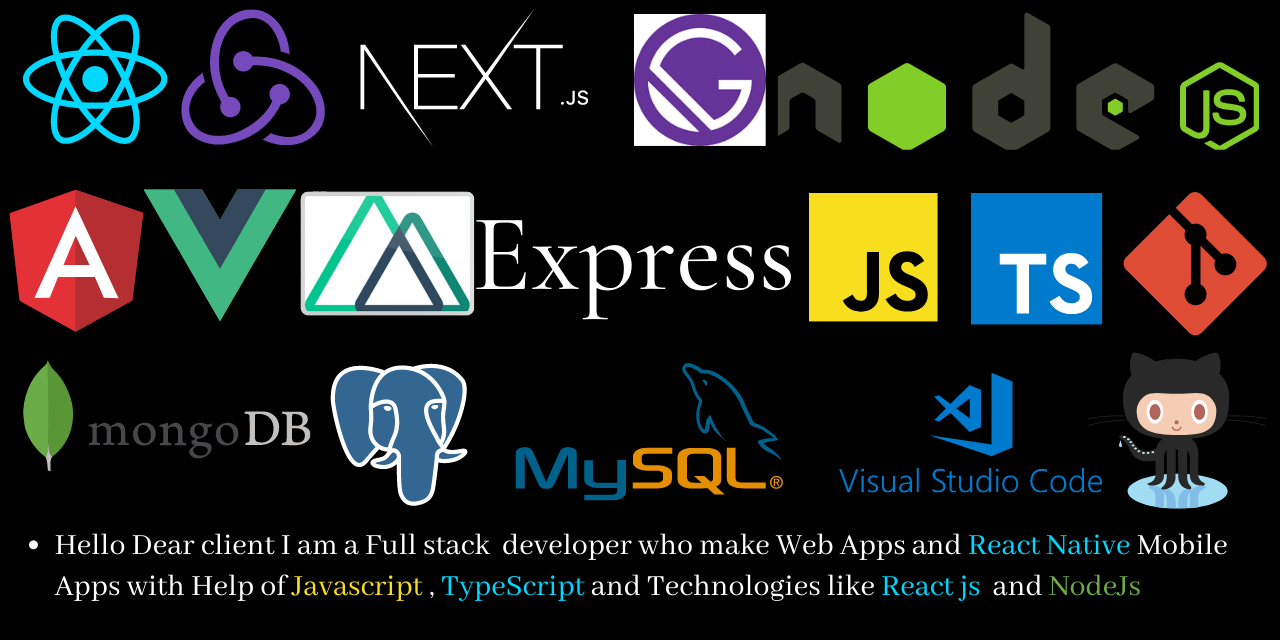 NEXT.JS
node JS
Express
JS
TS
mongoDB
MySQL®
Visual Studio Code
• Hello Dear client I am a Full stack developer who make Web Apps and React Native Mobile
Apps with Help of Javascript , TypeScript and Technologies like React js and NodeJs